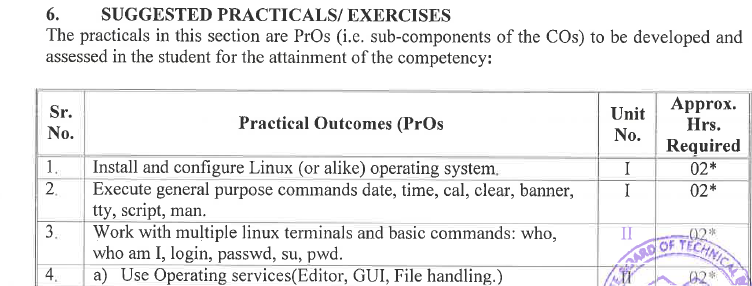 6. SUGGESTED PRACTICALS/ EXERCISES
The practicals in this section are PrOs (i.e. sub-components of the COs) to be developed and
assessed in the student for the attainment of the competency:
Sr. No.
Practical Outcomes (PrOs
Unit No.
Approx. Hrs. Required
1. Install and configure Linux (or alike) operating system. I 02*
2. Execute general purpose commands date, time, cal, clear, banner, I 02*
tty, script, man.
3. Work with multiple linux terminals and basic commands: who, II 02*
who am I, login, passwd, su, pwd.
4. a) Use Operating services(Editor, GUI, File handling.) II 02*
BOARD OF TECHNICAL